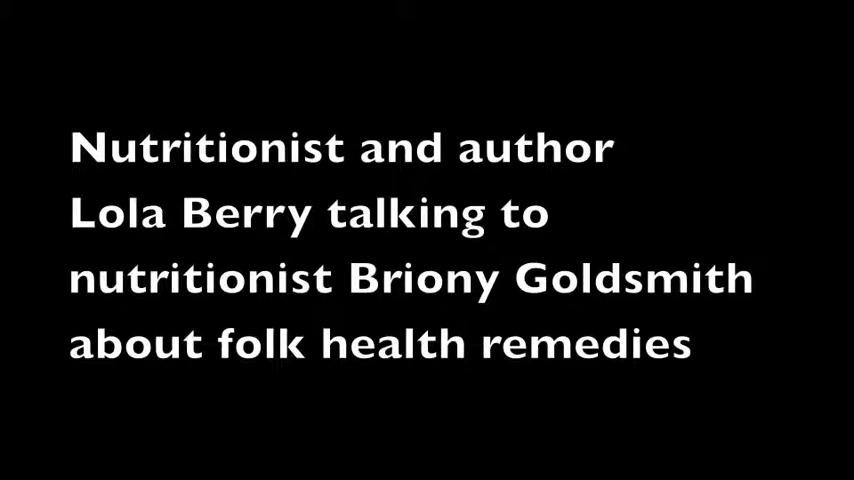 Nutritionist and author
Lola Berry talking to
nutritionist Briony Goldsmith
about folk health remedies